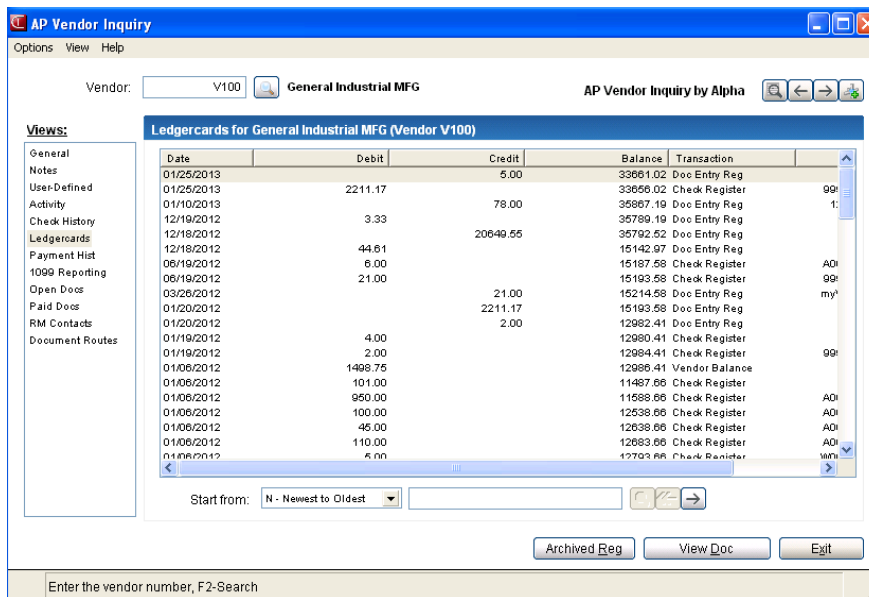 AP Vendor Inquiry
Options View Help
Vendor: V100 General Industrial MFG AP Vendor Inquiry by Alpha
Views:
General
Notes
User-Defined
Activity
Check History
Ledgercards
Payment Hist
1099 Reporting
Open Docs
Paid Docs
RM Contacts
Document Routes
Ledgercards for General Industrial MFG (Vendor V100)
Date Debit Credit Balance Transaction
01/25/2013 5.00 33661.02 Doc Entry Reg
01/25/2013 2211.17 33656.02 Check Register
01/10/2013 78.00 35867.19 Doc Entry Reg
12/19/2012 3.33 35789.19 Doc Entry Reg
12/18/2012 20649.55 35792.52 Doc Entry Reg
12/18/2012 44.61 15142.97 Doc Entry Reg
06/19/2012 6.00 15187.58 Check Register
06/19/2012 21.00 15193.58 Check Register
03/26/2012 21.00 15214.58 Doc Entry Reg
01/20/2012 2211.17 15193.58 Doc Entry Reg
01/20/2012 2.00 12982.41 Doc Entry Reg
01/19/2012 4.00 12980.41 Check Register
01/19/2012 2.00 12984.41 Check Register
01/06/2012 1498.75 12986.41 Vendor Balance
01/06/2012 101.00 11487.66 Check Register
01/06/2012 950.00 11588.66 Check Register
01/06/2012 100.00 12538.66 Check Register
01/06/2012 45.00 12638.66 Check Register
01/06/2012 110.00 12683.66 Check Register
01/06/2012 5.00 12793.66 Check Register
Start from: N - Newest to Oldest
Archived Reg View Doc Exit
Enter the vendor number, F2-Search